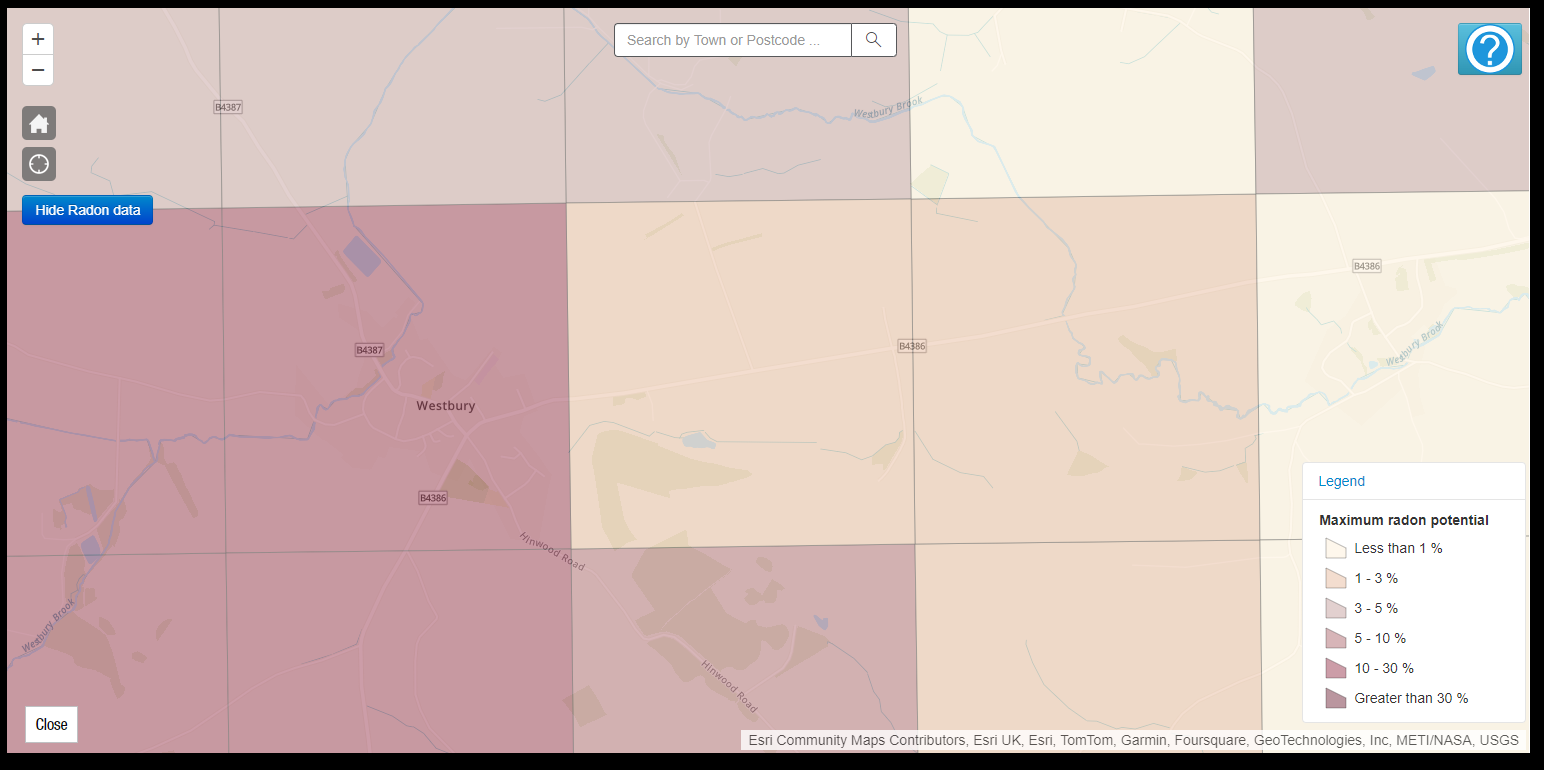 +
Search by Town or Postcode ...
?
−
B4387
Westbury Brook
Hide Radon data
B4386
B4387
B4386
Westbury Brook
Westbury
Legend
B4386
Maximum radon potential
Hinwood Road
Less than 1 %
1 - 3 %
Westbury Brook
3 - 5 %
5 - 10 %
Hinwood Road
10 - 30 %
Greater than 30 %
Close
Esri Community Maps Contributors, Esri UK, Esri, TomTom, Garmin, Foursquare, GeoTechnologies, Inc, METI/NASA, USGS